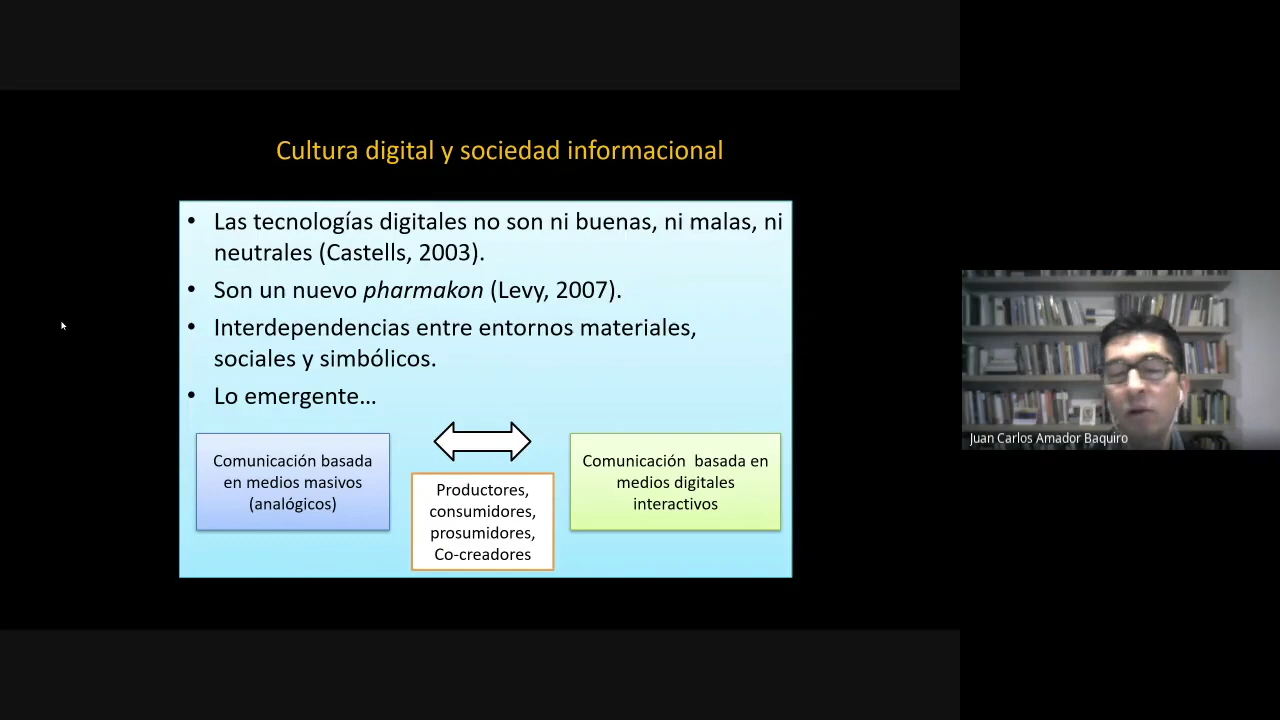 Cultura digital y sociedad informacional
• Las tecnologías digitales no son ni buenas, ni malas, ni
neutrales (Castells, 2003).
• Son un nuevo pharmakon (Levy, 2007).
• Interdependencias entre entornos materiales,
sociales y simbólicos.
• Lo emergente...
Comunicación basada
en medios masivos
(analógicos)
Productores,
consumidores,
prosumidores,
Co-creadores
Comunicación basada en
medios digitales
interactivos
Juan Carlos Amador Baquiro